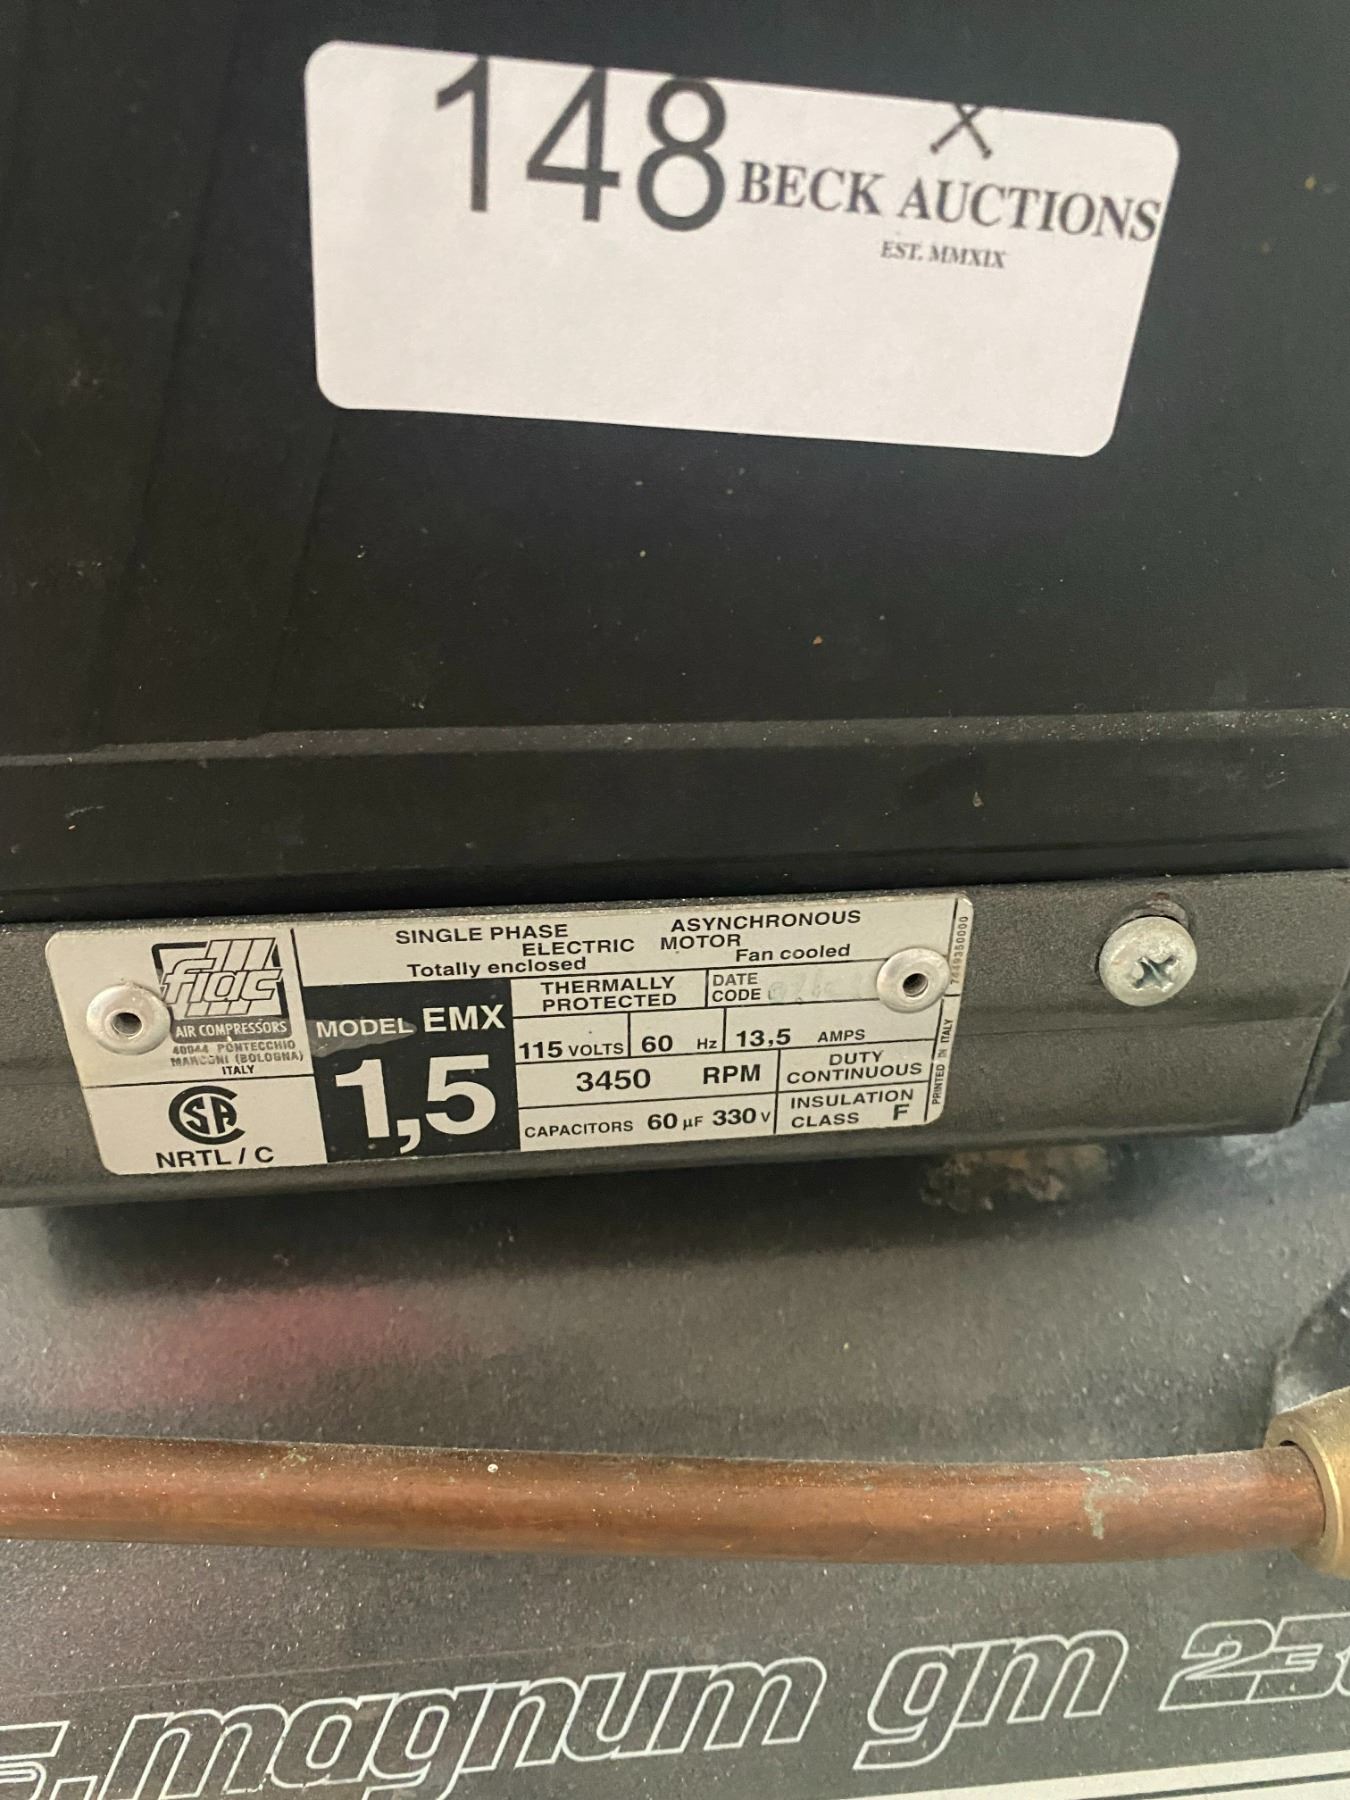 148
BECK AUCTIONS
EST. MMXIX
fiac
AIR COMPRESSORS
40044 PONTECCHIO
MARCONI (BOLOGNA)
ITALY
SA
NRTL / C
SINGLE PHASE ASYNCHRONOUS
ELECTRIC MOTOR
Totally enclosed Fan cooled
MODEL EMX
1,5
THERMALLY
PROTECTED
DATE
CODE
115 VOLTS 60 Hz 13,5 AMPS
3450 RPM
DUTY
CONTINUOUS
CAPACITORS 60 µF 330 V
INSULATION
CLASS F
PRINTED IN ITALY
magnum gm 23